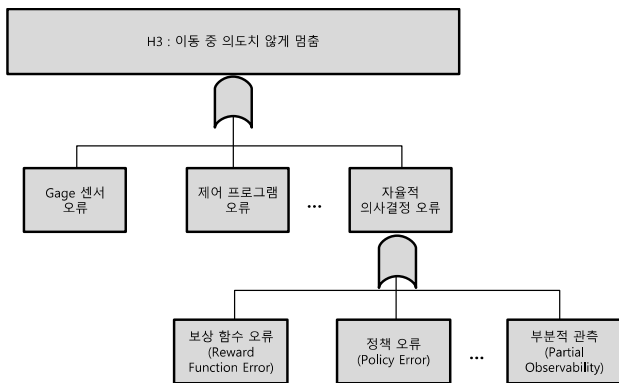 H3 : 이동 중 의도치 않게 멈춤
Gage 센서
오류
제어 프로그램
오류
...
자율적
의사결정 오류
보상 함수 오류
(Reward
Function Error)
정책 오류
(Policy Error)
...
부분적 관측
(Partial
Observability)